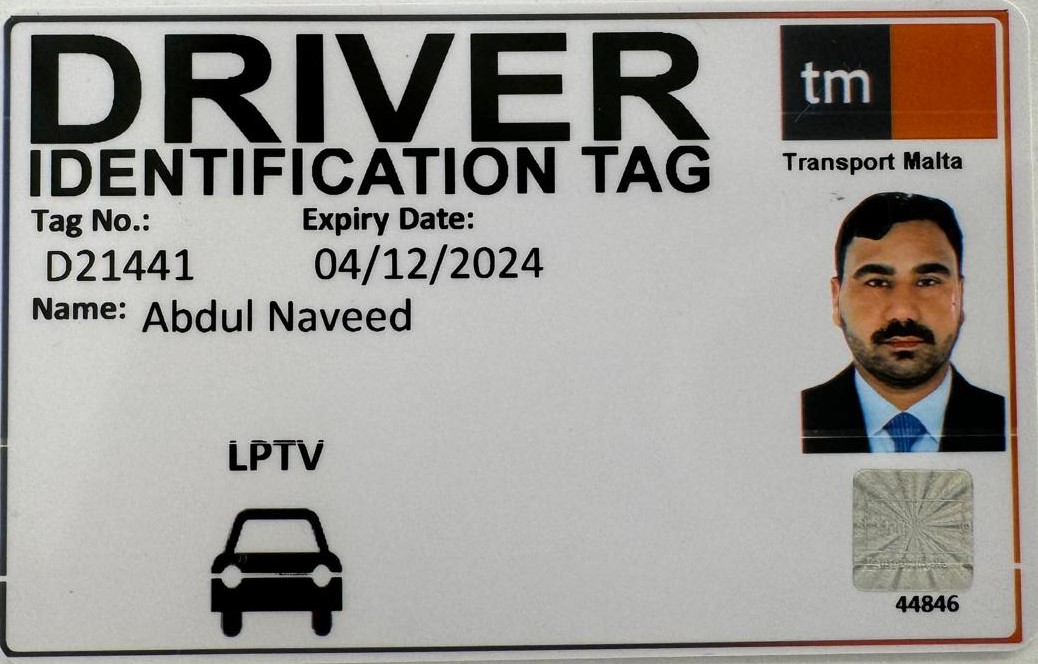 DRIVER
IDENTIFICATION TAG
tm
Transport Malta
Tag No.: Expiry Date:
D21441 04/12/2024
Name: Abdul Naveed
LPTV
44846